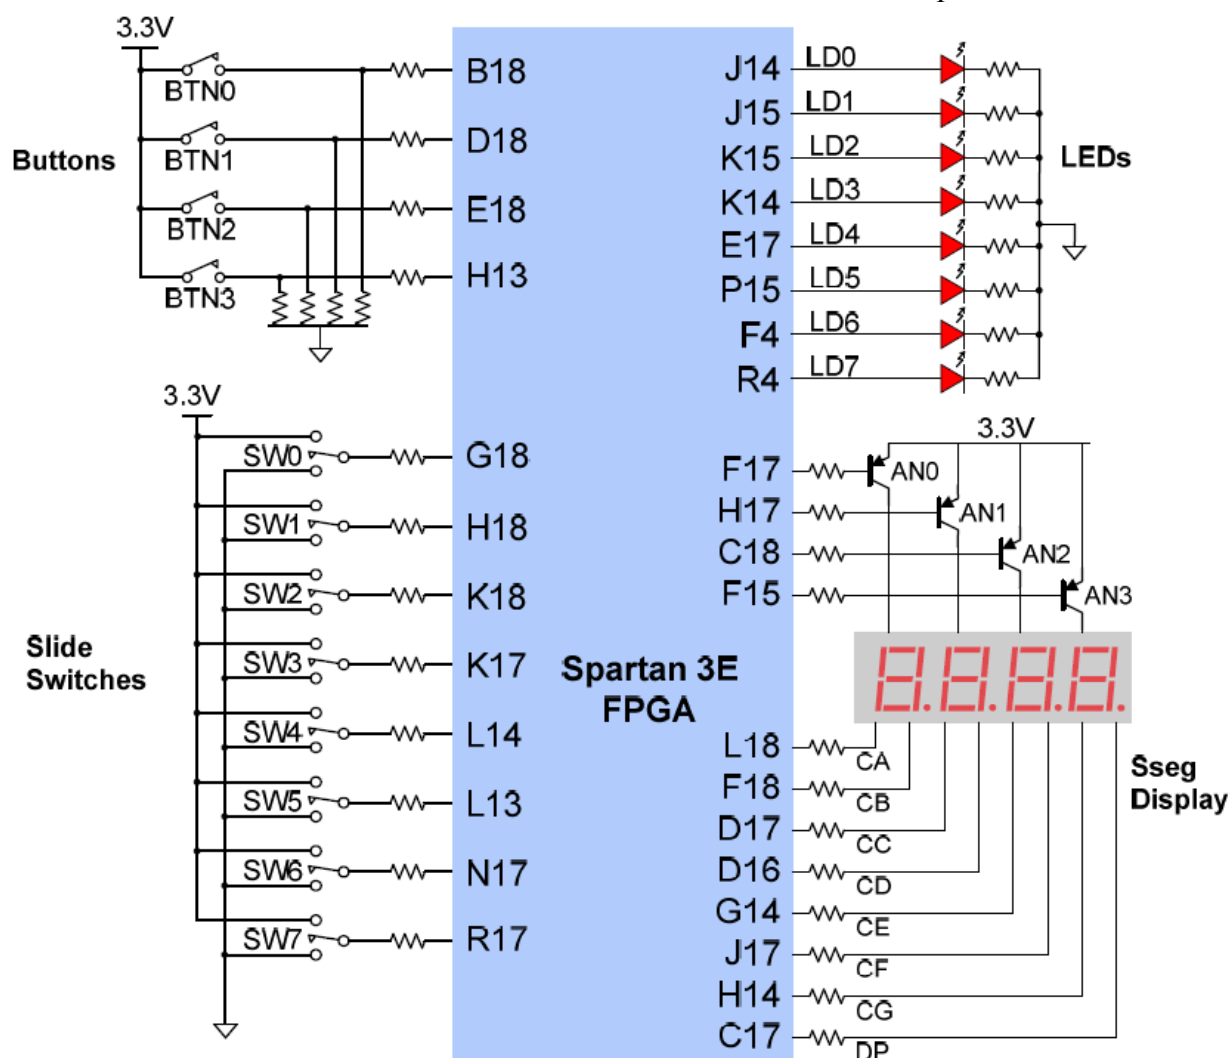 3.3V
BTN0
BTN1
BTN2
BTN3
Buttons
B18
D18
E18
H13
J14
J15
K15
K14
E17
P15
F4
R4
LD0
LD1
LD2
LD3
LD4
LD5
LD6
LD7
LEDs
3.3V
SW0
SW1
SW2
SW3
SW4
SW5
SW6
SW7
Slide
Switches
G18
H18
K18
K17
L14
L13
N17
R17
Spartan 3E
FPGA
3.3V
F17
H17
C18
F15
AN0
AN1
AN2
AN3
8.8.8.8.
L18
F18
D17
D16
G14
J17
H14
C17
CA
CB
CC
CD
CE
CF
CG
DP
Sseg
Display